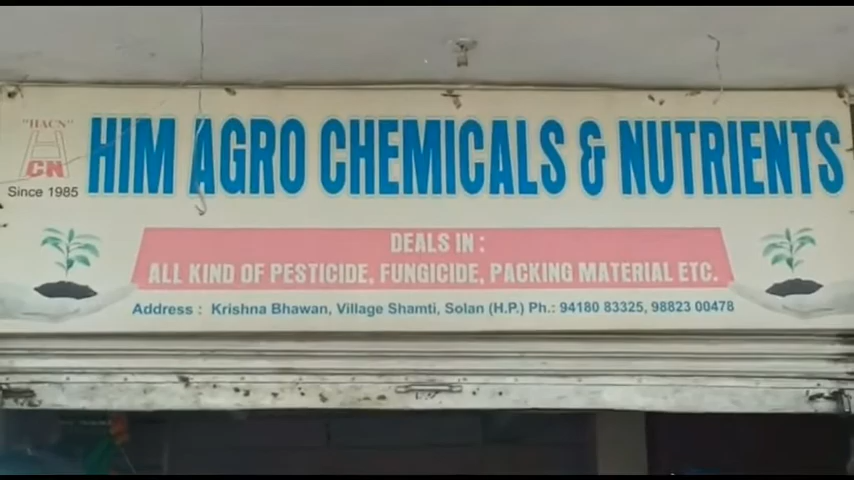 "HACN"
CN
Since 1985
HIM AGRO CHEMICALS & NUTRIENTS
DEALS IN :
ALL KIND OF PESTICIDE, FUNGICIDE, PACKING MATERIAL ETC.
Address : Krishna Bhawan, Village Shamti, Solan (H.P.) Ph.: 94180 83325, 98823 00478